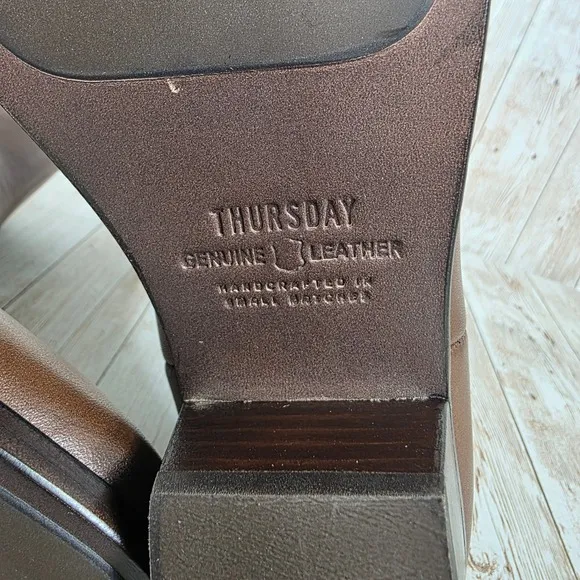 THURSDAY
GENUINE LEATHER
HANDCRAFTED IN
SMALL BATCHES